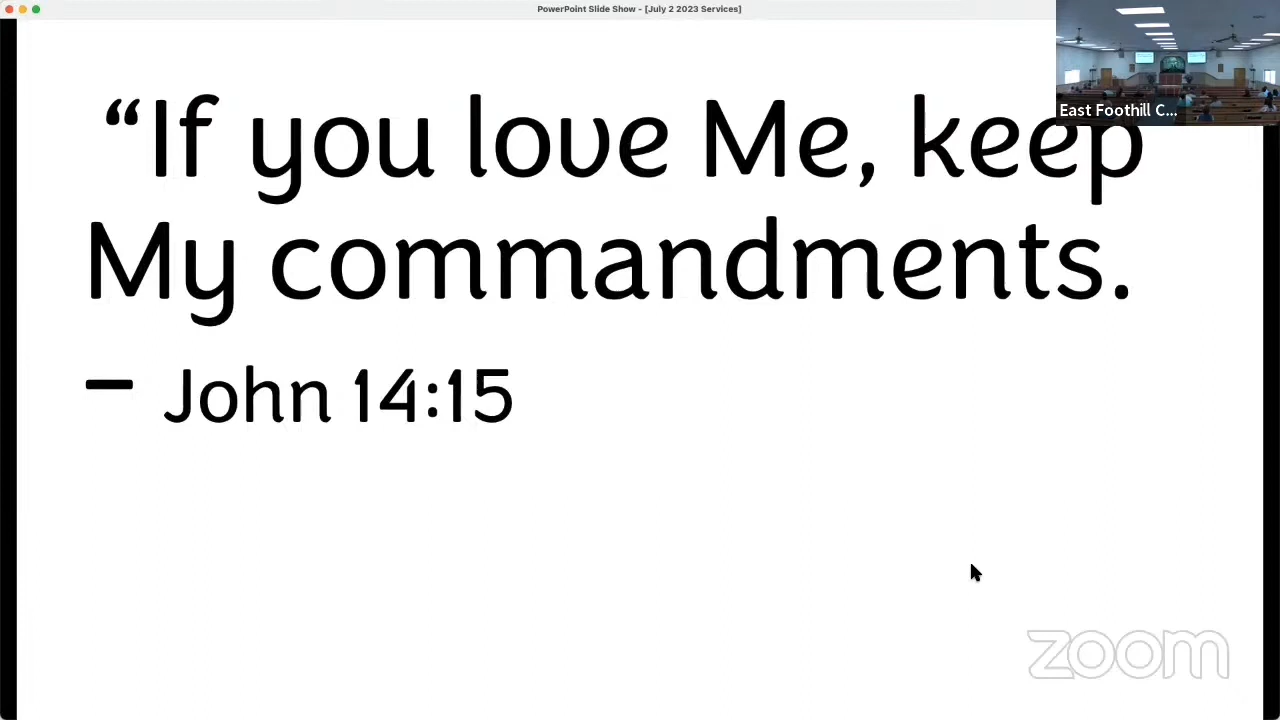 PowerPoint Slide Show - [July 2 2023 Services]
East Foothill C...
“If you love Me, keep
My commandments.
– John 14:15
zoom